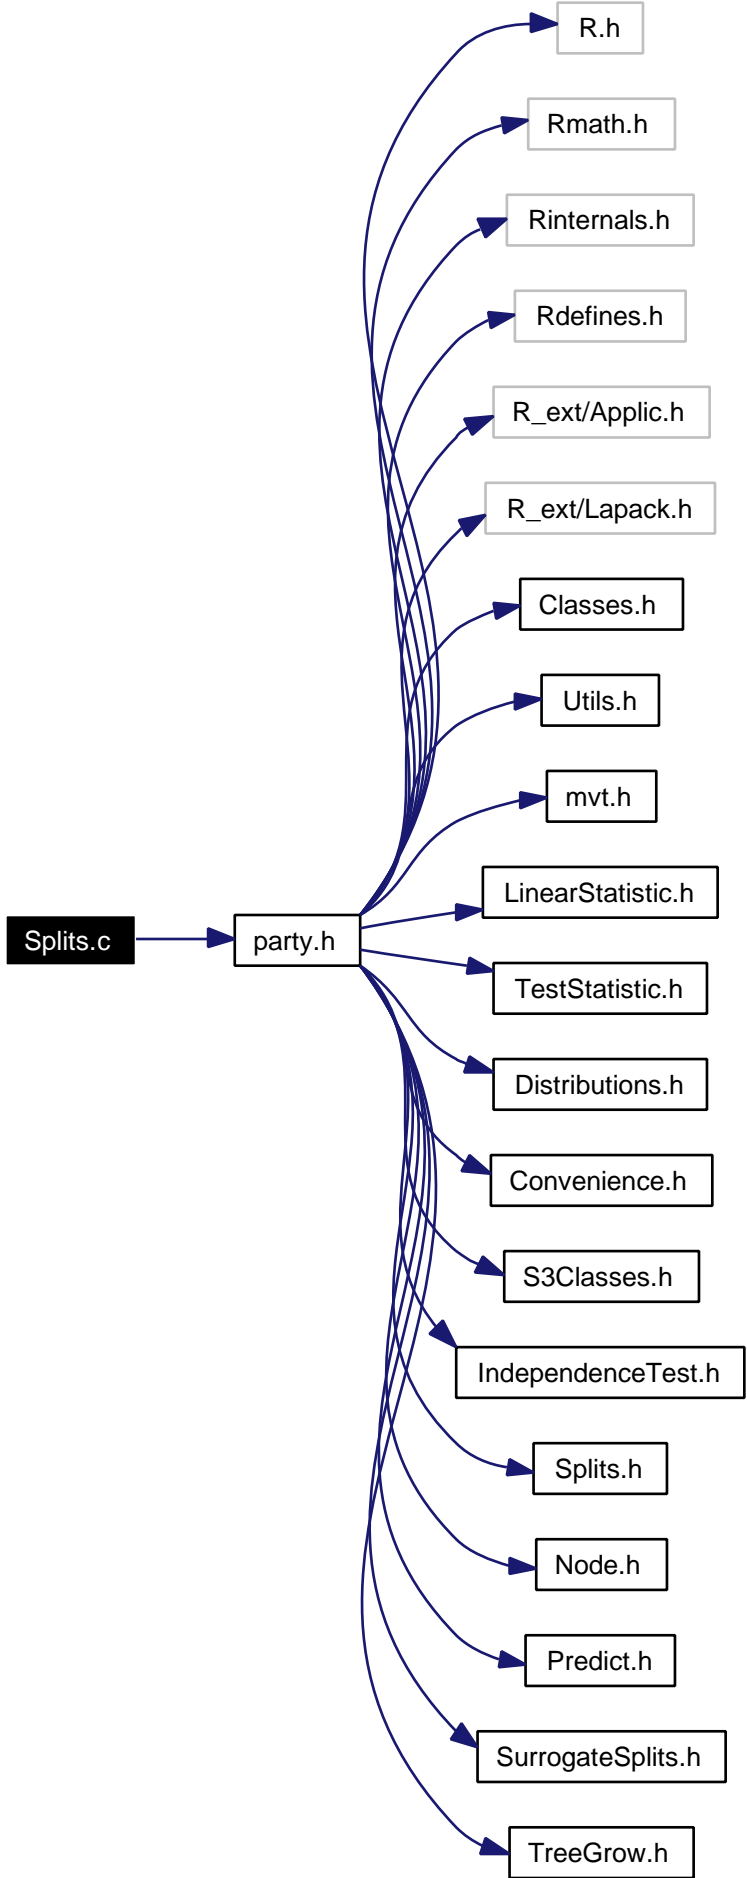 R.h
Rmath.h
Rinternals.h
Rdefines.h
R_ext/Applic.h
R_ext/Lapack.h
Classes.h
Utils.h
mvt.h
LinearStatistic.h
Splits.c
party.h
TestStatistic.h
Distributions.h
Convenience.h
S3Classes.h
IndependenceTest.h
Splits.h
Node.h
Predict.h
SurrogateSplits.h
TreeGrow.h